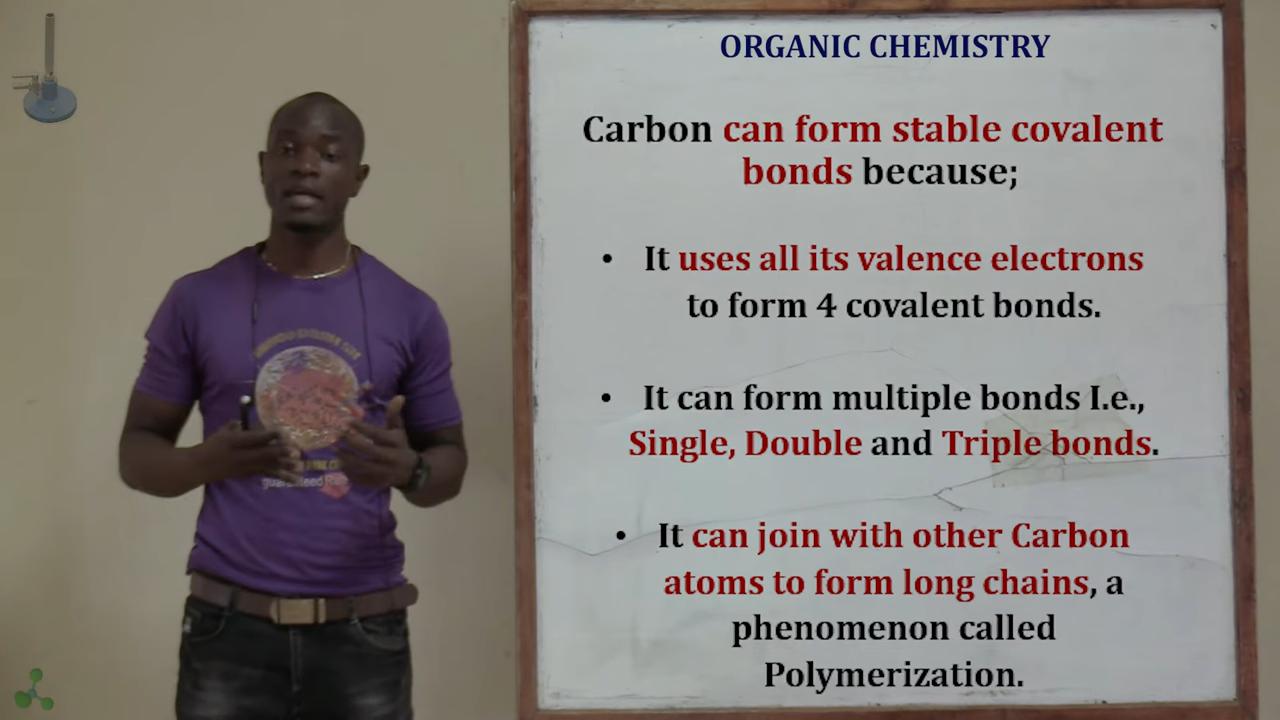 ORGANIC CHEMISTRY
Carbon can form stable covalent
bonds because;
• It uses all its valence electrons
to form 4 covalent bonds.
• It can form multiple bonds I.e.,
Single, Double and Triple bonds.
• It can join with other Carbon
atoms to form long chains, a
phenomenon called
Polymerization.